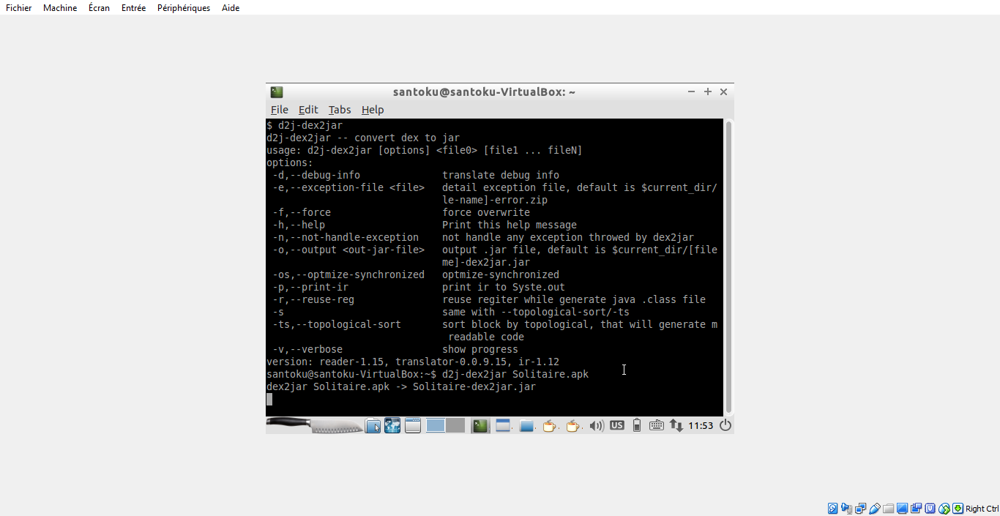 Fichier Machine Écran Entrée Périphériques Aide
santoku@santoku-VirtualBox: ~
File Edit Tabs Help
$ d2j-dex2jar
d2j-dex2jar -- convert dex to jar
usage: d2j-dex2jar [options] <file0> [file1 ... fileN]
options:
-d,--debug-info translate debug info
-e,--exception-file <file> detail exception file, default is $current_dir/
le-name]-error.zip
-f,--force force overwrite
-h,--help Print this help message
-n,--not-handle-exception not handle any exception throwed by dex2jar
-o,--output <out-jar-file> output .jar file, default is $current_dir/[file
me]-dex2jar.jar
-os,--optmize-synchronized optmize-synchronized
-p,--print-ir print ir to Syste.out
-r,--reuse-reg reuse regiter while generate java .class file
-s same with --topological-sort/-ts
-ts,--topological-sort sort block by topological, that will generate m
readable code
-v,--verbose show progress
version: reader-1.15, translator-0.0.9.15, ir-1.12
santoku@santoku-VirtualBox:~$ d2j-dex2jar Solitaire.apk
dex2jar Solitaire.apk -> Solitaire-dex2jar.jar
US 11:53
Right Ctrl